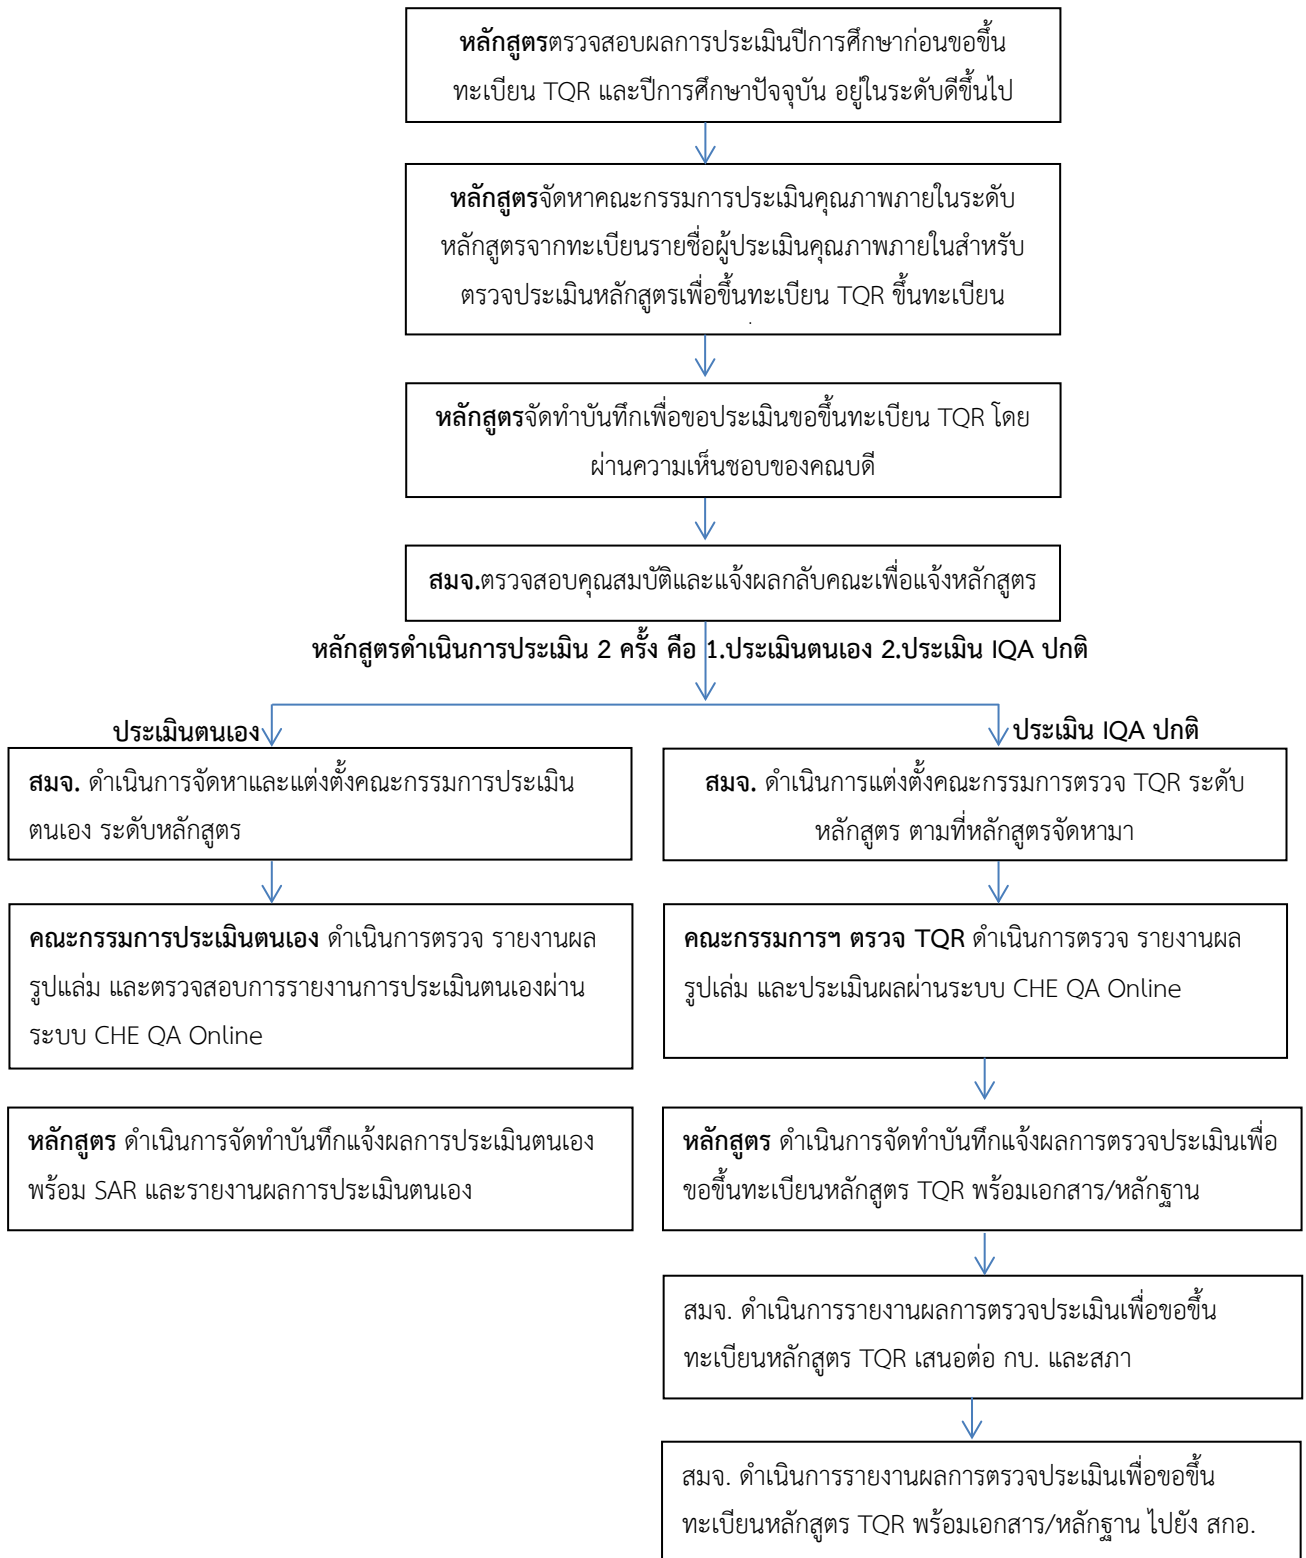 หลักสูตรตรวจสอบผลการประเมินปีการศึกษาก่อนขอขึ้น
ทะเบียน TQR และปีการศึกษาปัจจุบัน อยู่ในระดับดีขึ้นไป
หลักสูตรจัดหาคณะกรรมการประเมินคุณภาพภายในระดับ
หลักสูตรจากทะเบียนรายชื่อผู้ประเมินคุณภาพภายในสำหรับ
ตรวจประเมินหลักสูตรเพื่อขึ้นทะเบียน TQR ขึ้นทะเบียน
หลักสูตรจัดทำบันทึกเพื่อขอประเมินขอขึ้นทะเบียน TQR โดย
ผ่านความเห็นชอบของคณบดี
สมจ.ตรวจสอบคุณสมบัติและแจ้งผลกลับคณะเพื่อแจ้งหลักสูตร
หลักสูตรดำเนินการประเมิน 2 ครั้ง คือ 1.ประเมินตนเอง 2.ประเมิน IQA ปกติ
ประเมินตนเอง
สมจ. ดำเนินการจัดหาและแต่งตั้งคณะกรรมการประเมิน
ตนเอง ระดับหลักสูตร
คณะกรรมการประเมินตนเอง ดำเนินการตรวจ รายงานผล
รูปแล่ม และตรวจสอบการรายงานการประเมินตนเองผ่าน
ระบบ CHE QA Online
หลักสูตร ดำเนินการจัดทำบันทึกแจ้งผลการประเมินตนเอง
พร้อม SAR และรายงานผลการประเมินตนเอง
ประเมิน IQA ปกติ
สมจ. ดำเนินการแต่งตั้งคณะกรรมการตรวจ TQR ระดับ
หลักสูตร ตามที่หลักสูตรจัดหามา
คณะกรรมการฯ ตรวจ TQR ดำเนินการตรวจ รายงานผล
รูปเล่ม และประเมินผลผ่านระบบ CHE QA Online
หลักสูตร ดำเนินการจัดทำบันทึกแจ้งผลการตรวจประเมินเพื่อ
ขอขึ้นทะเบียนหลักสูตร TQR พร้อมเอกสาร/หลักฐาน
สมจ. ดำเนินการรายงานผลการตรวจประเมินเพื่อขอขึ้น
ทะเบียนหลักสูตร TQR เสนอต่อ กบ. และสภา
สมจ. ดำเนินการรายงานผลการตรวจประเมินเพื่อขอขึ้น
ทะเบียนหลักสูตร TQR พร้อมเอกสาร/หลักฐาน ไปยัง สกอ.